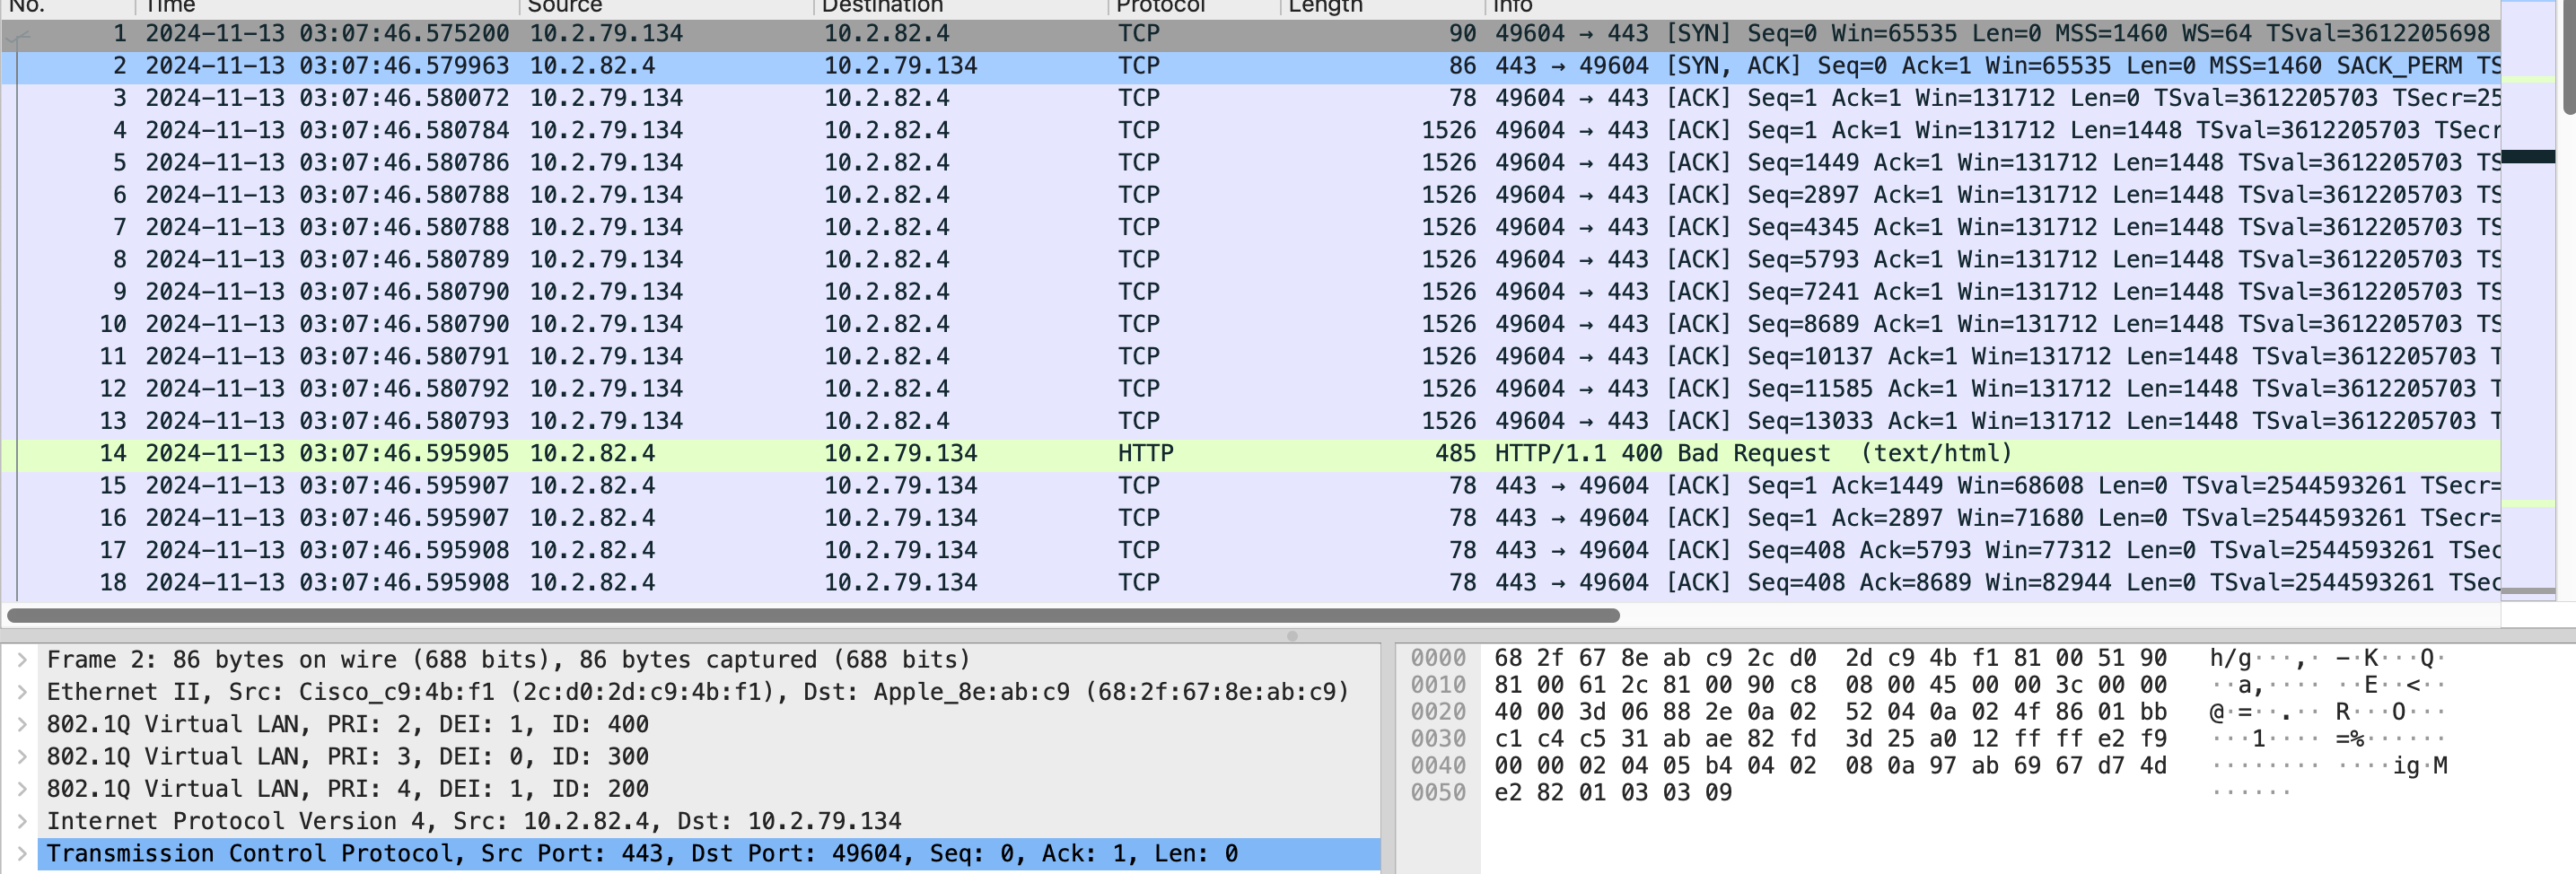 No. Time Source Destination Protocol Length Info
1 2024-11-13 03:07:46.575200 10.2.79.134 10.2.82.4 TCP 90 49604 → 443 [SYN] Seq=0 Win=65535 Len=0 MSS=1460 WS=64 TSval=3612205698
2 2024-11-13 03:07:46.579963 10.2.82.4 10.2.79.134 TCP 86 443 → 49604 [SYN, ACK] Seq=0 Ack=1 Win=65535 Len=0 MSS=1460 SACK_PERM TS
3 2024-11-13 03:07:46.580072 10.2.79.134 10.2.82.4 TCP 78 49604 → 443 [ACK] Seq=1 Ack=1 Win=131712 Len=0 TSval=3612205703 TSecr=25
4 2024-11-13 03:07:46.580784 10.2.79.134 10.2.82.4 TCP 1526 49604 → 443 [ACK] Seq=1 Ack=1 Win=131712 Len=1448 TSval=3612205703 TSecr
5 2024-11-13 03:07:46.580786 10.2.79.134 10.2.82.4 TCP 1526 49604 → 443 [ACK] Seq=1449 Ack=1 Win=131712 Len=1448 TSval=3612205703 TS
6 2024-11-13 03:07:46.580788 10.2.79.134 10.2.82.4 TCP 1526 49604 → 443 [ACK] Seq=2897 Ack=1 Win=131712 Len=1448 TSval=3612205703 TS
7 2024-11-13 03:07:46.580788 10.2.79.134 10.2.82.4 TCP 1526 49604 → 443 [ACK] Seq=4345 Ack=1 Win=131712 Len=1448 TSval=3612205703 TS
8 2024-11-13 03:07:46.580789 10.2.79.134 10.2.82.4 TCP 1526 49604 → 443 [ACK] Seq=5793 Ack=1 Win=131712 Len=1448 TSval=3612205703 TS
9 2024-11-13 03:07:46.580790 10.2.79.134 10.2.82.4 TCP 1526 49604 → 443 [ACK] Seq=7241 Ack=1 Win=131712 Len=1448 TSval=3612205703 TS
10 2024-11-13 03:07:46.580790 10.2.79.134 10.2.82.4 TCP 1526 49604 → 443 [ACK] Seq=8689 Ack=1 Win=131712 Len=1448 TSval=3612205703 TS
11 2024-11-13 03:07:46.580791 10.2.79.134 10.2.82.4 TCP 1526 49604 → 443 [ACK] Seq=10137 Ack=1 Win=131712 Len=1448 TSval=3612205703 T
12 2024-11-13 03:07:46.580792 10.2.79.134 10.2.82.4 TCP 1526 49604 → 443 [ACK] Seq=11585 Ack=1 Win=131712 Len=1448 TSval=3612205703 T
13 2024-11-13 03:07:46.580793 10.2.79.134 10.2.82.4 TCP 1526 49604 → 443 [ACK] Seq=13033 Ack=1 Win=131712 Len=1448 TSval=3612205703 T
14 2024-11-13 03:07:46.595905 10.2.82.4 10.2.79.134 HTTP 485 HTTP/1.1 400 Bad Request (text/html)
15 2024-11-13 03:07:46.595907 10.2.82.4 10.2.79.134 TCP 78 443 → 49604 [ACK] Seq=1 Ack=1449 Win=68608 Len=0 TSval=2544593261 TSecr=
16 2024-11-13 03:07:46.595907 10.2.82.4 10.2.79.134 TCP 78 443 → 49604 [ACK] Seq=1 Ack=2897 Win=71680 Len=0 TSval=2544593261 TSecr=
17 2024-11-13 03:07:46.595908 10.2.82.4 10.2.79.134 TCP 78 443 → 49604 [ACK] Seq=408 Ack=5793 Win=77312 Len=0 TSval=2544593261 TSec
18 2024-11-13 03:07:46.595908 10.2.82.4 10.2.79.134 TCP 78 443 → 49604 [ACK] Seq=408 Ack=8689 Win=82944 Len=0 TSval=2544593261 TSec
Frame 2: 86 bytes on wire (688 bits), 86 bytes captured (688 bits)
Ethernet II, Src: Cisco_c9:4b:f1 (2c:d0:2d:c9:4b:f1), Dst: Apple_8e:ab:c9 (68:2f:67:8e:ab:c9)
802.1Q Virtual LAN, PRI: 2, DEI: 1, ID: 400
802.1Q Virtual LAN, PRI: 3, DEI: 0, ID: 300
802.1Q Virtual LAN, PRI: 4, DEI: 1, ID: 200
Internet Protocol Version 4, Src: 10.2.82.4, Dst: 10.2.79.134
Transmission Control Protocol, Src Port: 443, Dst Port: 49604, Seq: 0, Ack: 1, Len: 0
0000 68 2f 67 8e ab c9 2c d0 2d c9 4b f1 81 00 51 90 h/g···,· -·K···Q·
0010 81 00 61 2c 81 00 90 c8 08 00 45 00 00 3c 00 00 ··a,···· ··E··<··
0020 40 00 3d 06 88 2e 0a 02 52 04 0a 02 4f 86 01 bb @·=··.·· R···O···
0030 c1 c4 c5 31 ab ae 82 fd 3d 25 a0 12 ff ff e2 f9 ···1···· =%······
0040 00 00 02 04 05 b4 04 02 08 0a 97 ab 69 67 d7 4d ········ ····ig·M
0050 e2 82 01 03 03 09 ······